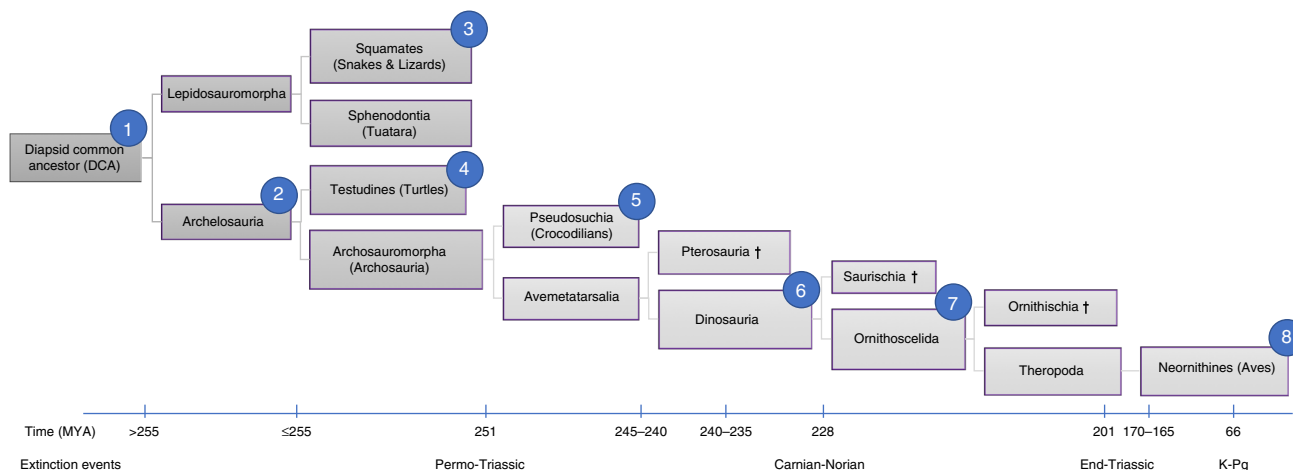 3
Squamates
(Snakes & Lizards)
1
Lepidosauromorpha
Sphenodontia
(Tuatara)
Diapsid common
ancestor (DCA)
4
2
Testudines (Turtles)
5
Archelosauria
Pseudosuchia
(Crocodilians)
Archosauromorpha
(Archosauria)
Pterosauria †
6
Saurischia †
7
Avemetatarsalia
Dinosauria
Ornithischia †
Ornithoscelida
8
Theropoda
Neornithines (Aves)
Time (MYA) >255 ≤255 251 245–240 240–235 228 201 170–165 66
Extinction events Permo-Triassic Carnian-Norian End-Triassic K-Pg